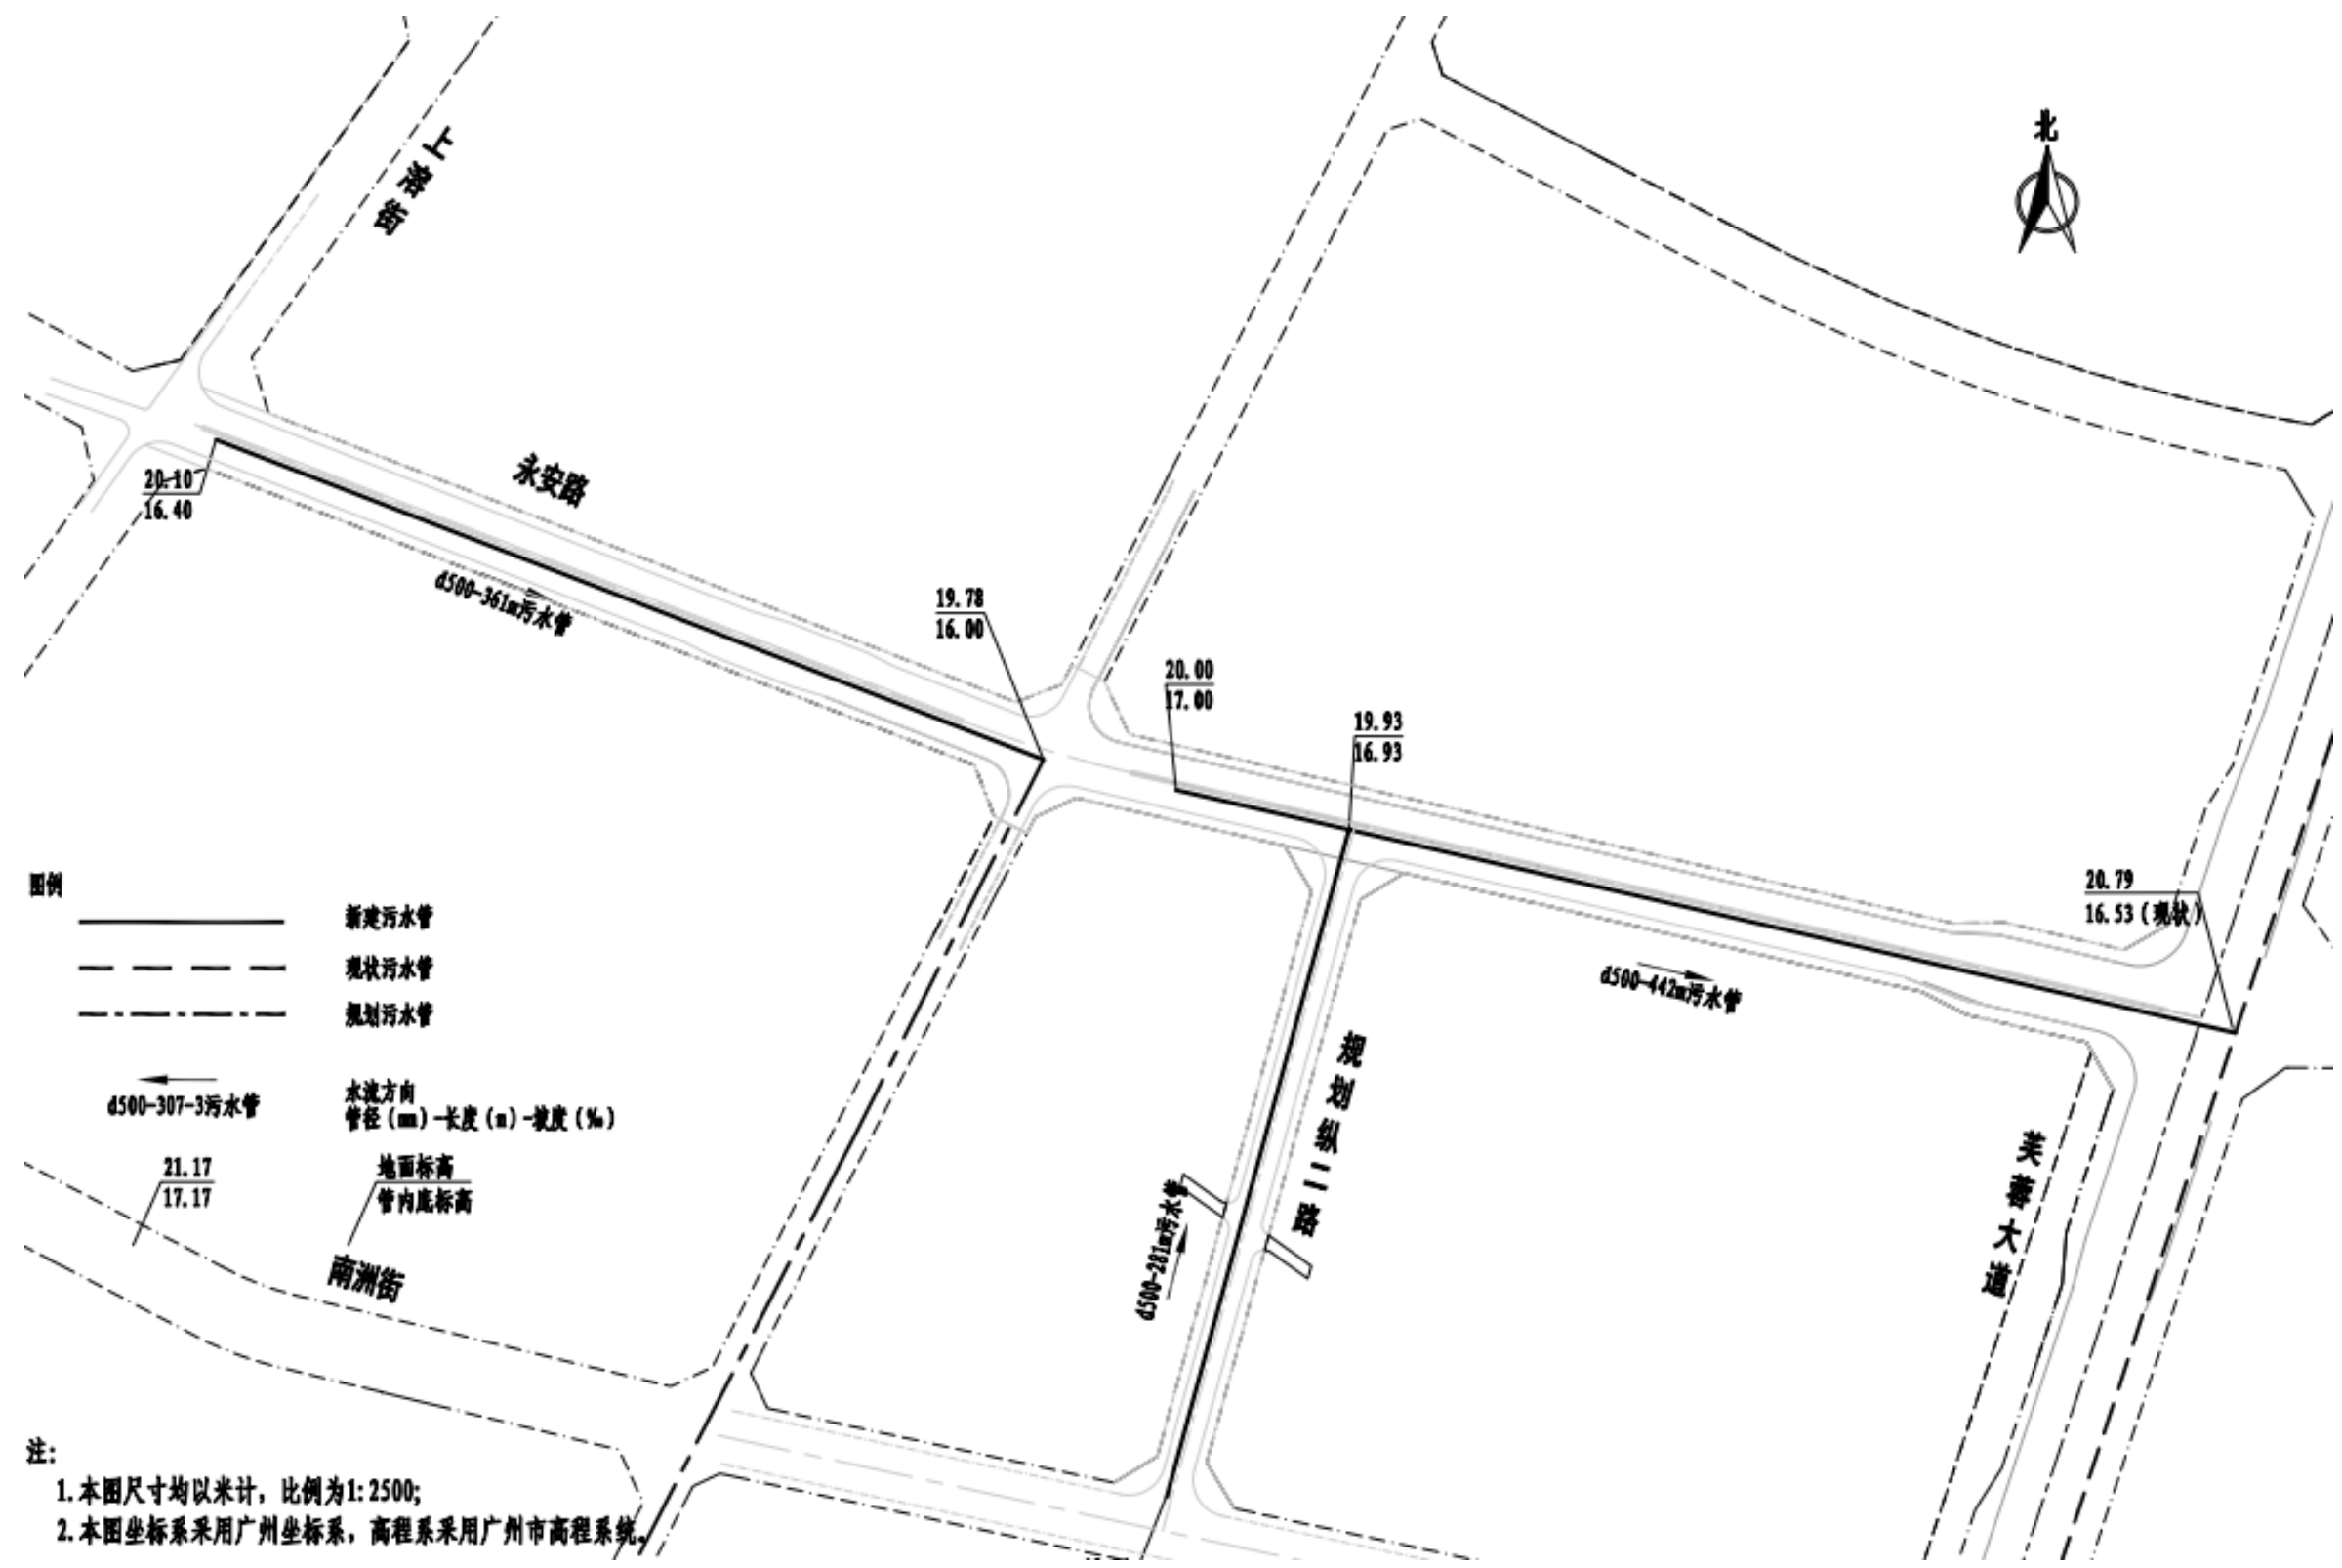 北
上
溶
街
永安路
20.10
16.40
d500-361m污水管
19.78
16.00
20.00
17.00
19.93
16.93
20.79
16.53（现状）
d500-442m污水管
规
划
纵
二
路
d500-281m污水管
芙
蓉
大
道
南洲街
图例
新建污水管
现状污水管
规划污水管
d500-307-3污水管
水流方向
管径（mm）-长度（m）-坡度（‰）
21.17
17.17
地面标高
管内底标高
注：
1.本图尺寸均以米计，比例为1:2500;
2.本图坐标系采用广州坐标系，高程系采用广州市高程系统。